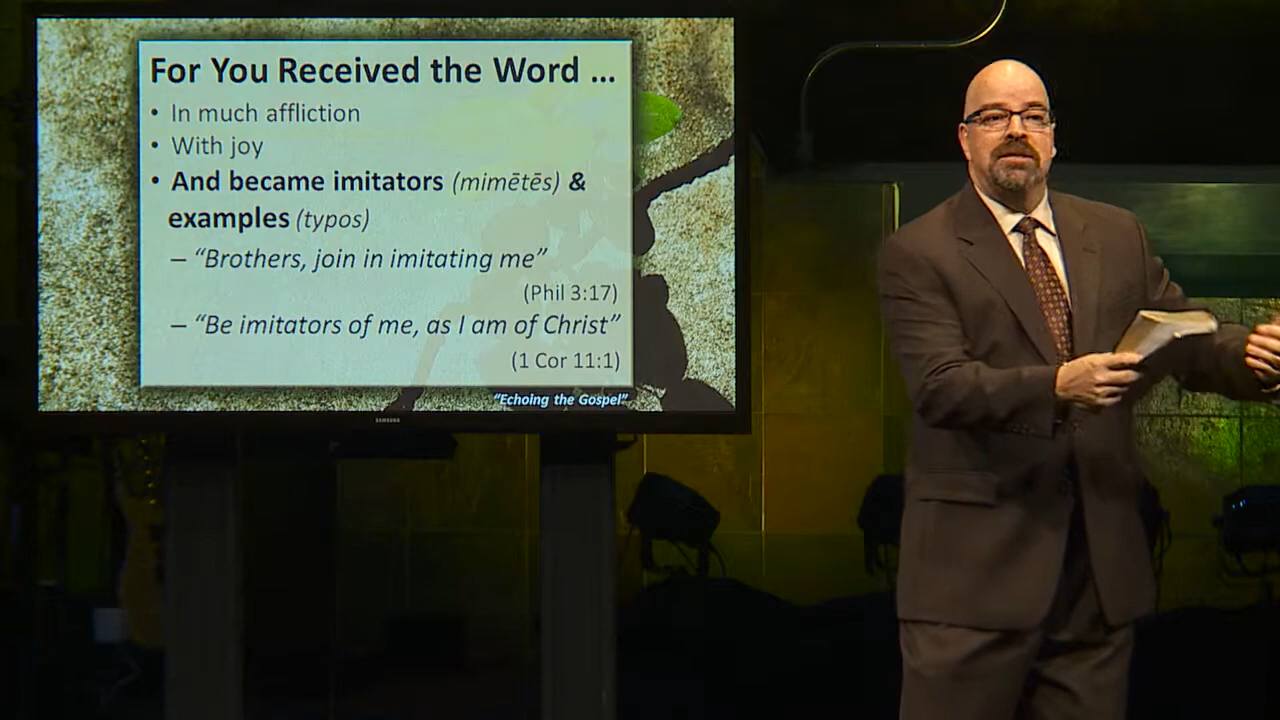 For You Received the Word ...
• In much affliction
• With joy
• And became imitators (mimētēs) &
examples (typos)
– “Brothers, join in imitating me”
(Phil 3:17)
– “Be imitators of me, as I am of Christ”
(1 Cor 11:1)
“Echoing the Gospel”
SAMSUNG